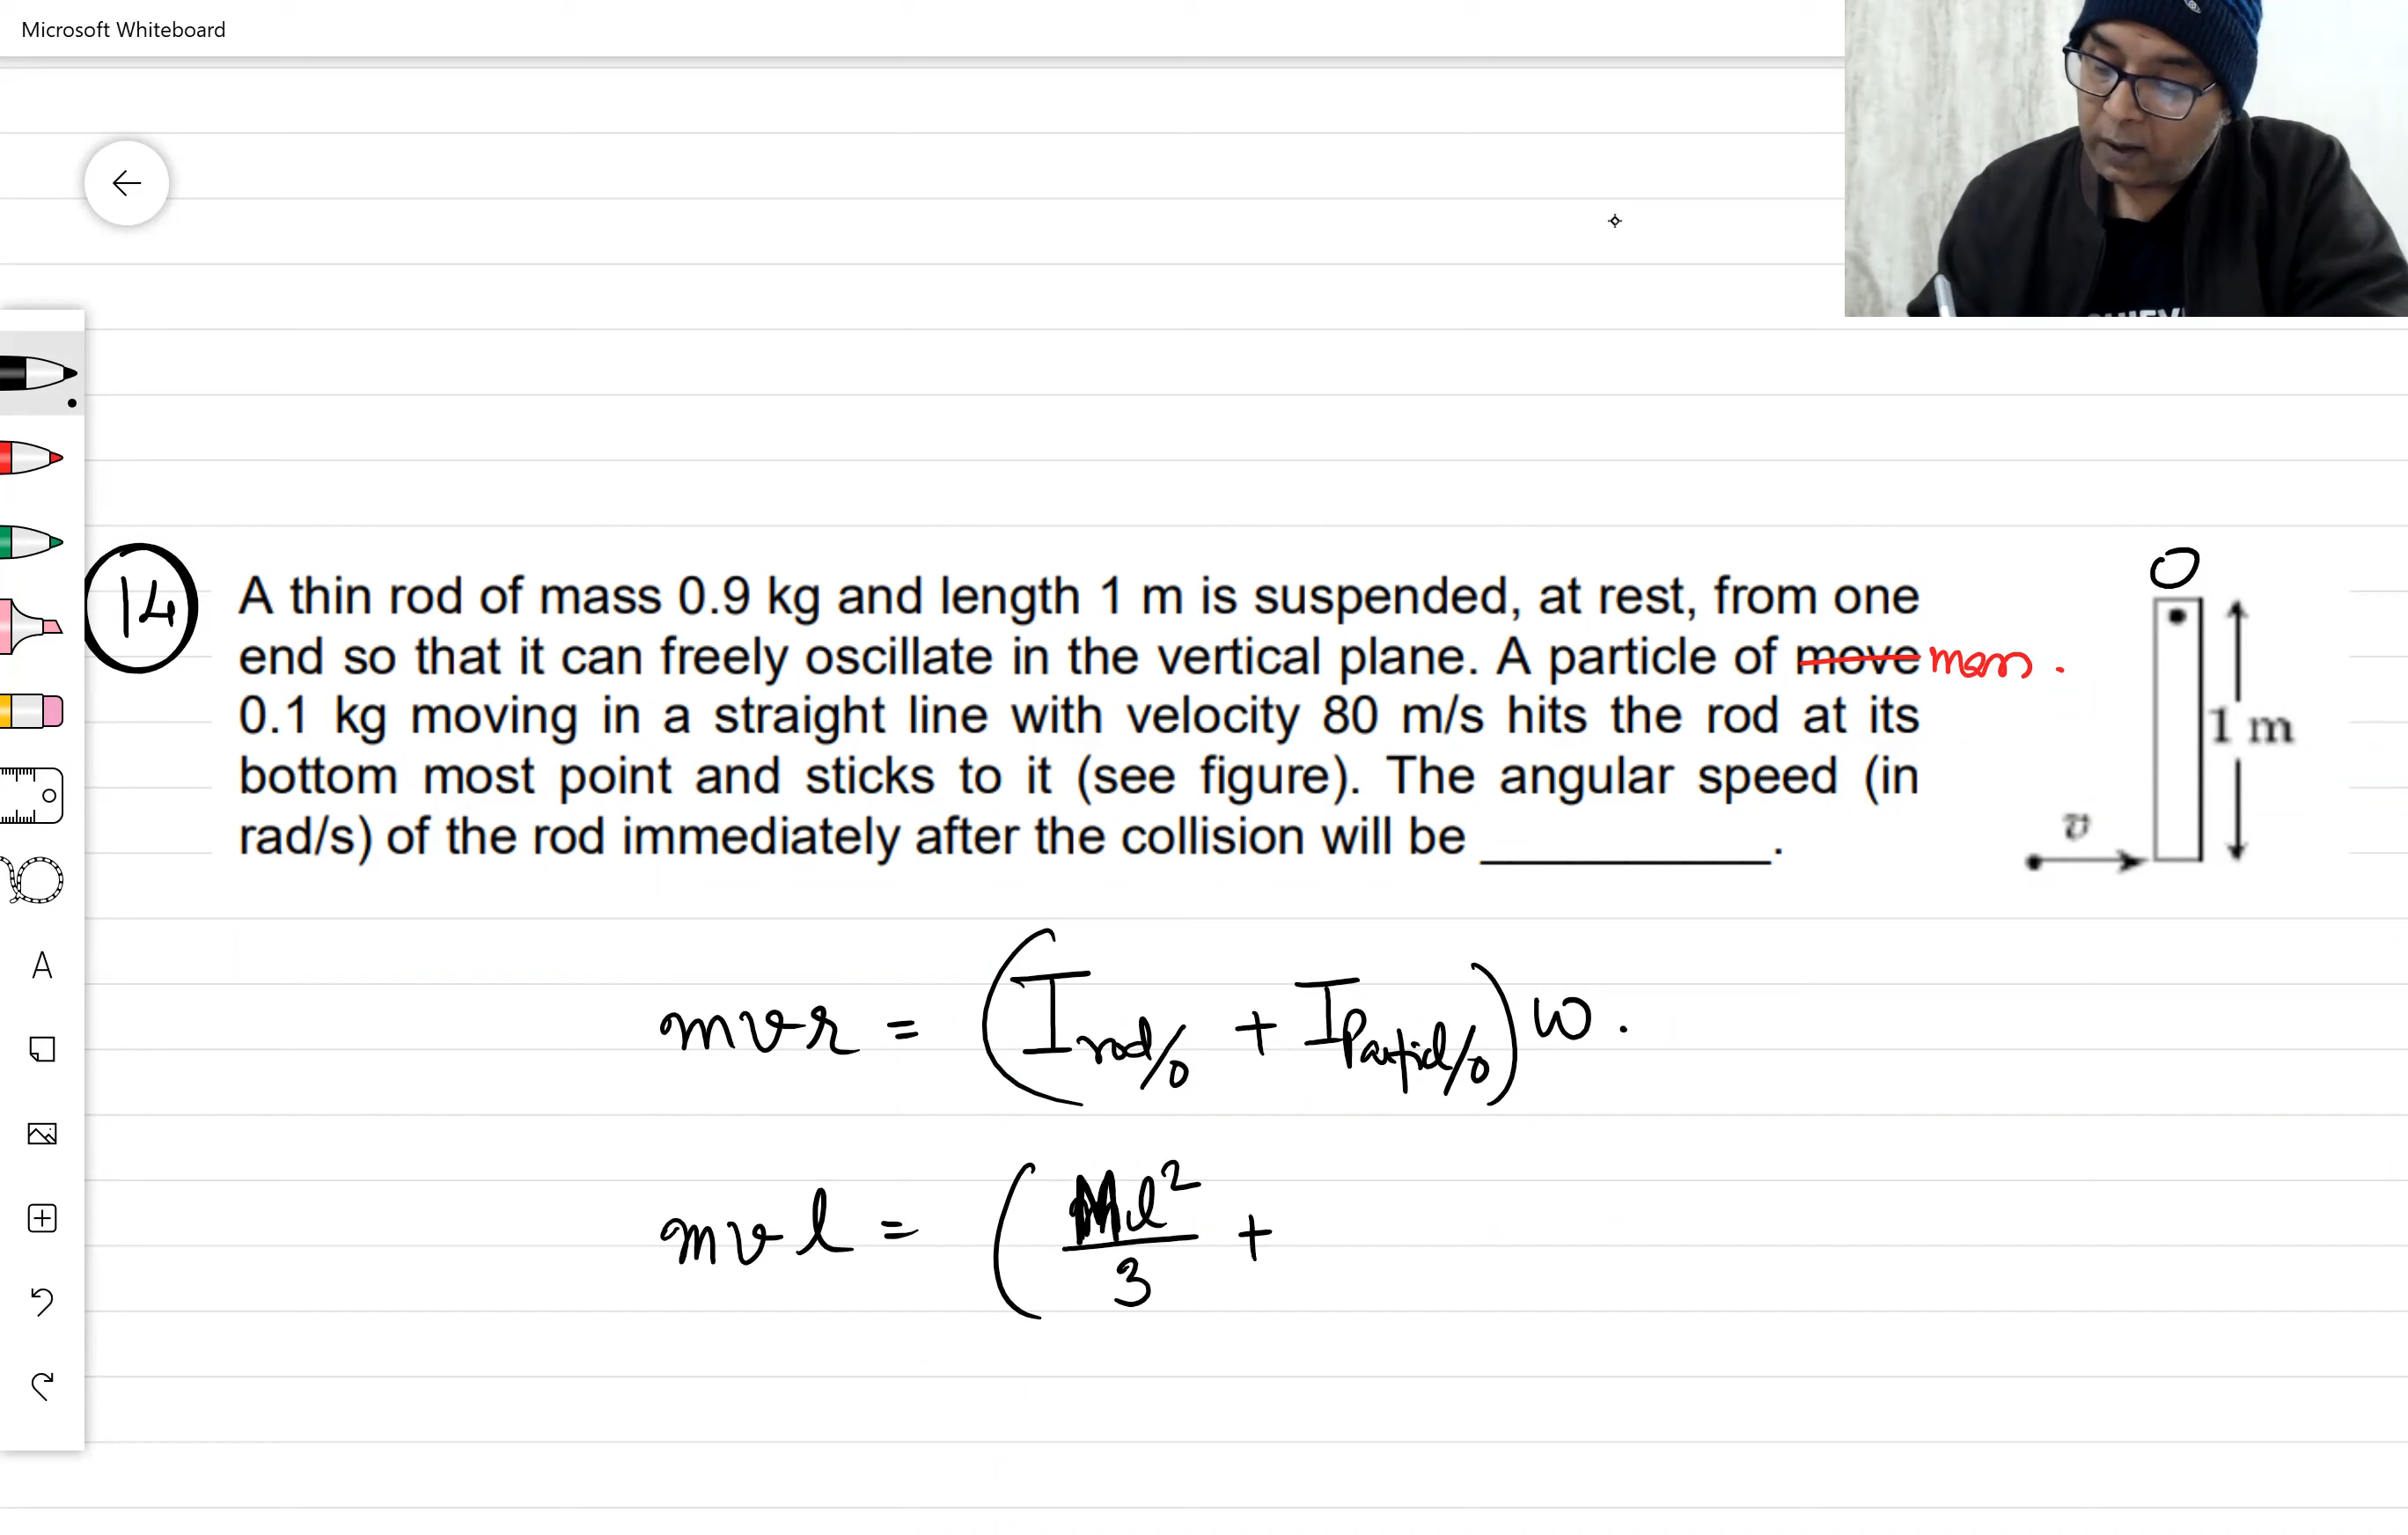 Microsoft Whiteboard
14
A thin rod of mass 0.9 kg and length 1 m is suspended, at rest, from one
end so that it can freely oscillate in the vertical plane. A particle of move mass.
0.1 kg moving in a straight line with velocity 80 m/s hits the rod at its
bottom most point and sticks to it (see figure). The angular speed (in
rad/s) of the rod immediately after the collision will be __________.
O
1 m
v
mvr = (I rod/o + I Particl/o) ω.
mvl = (Ml²/3 +
A